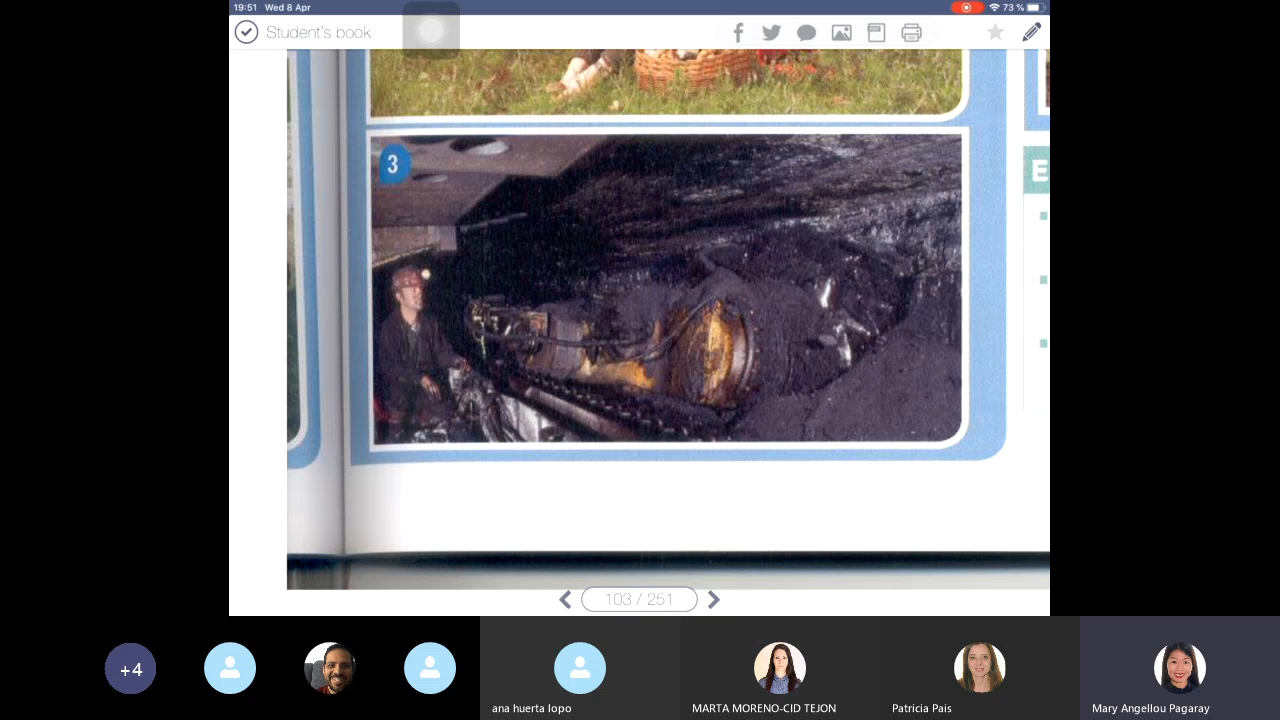 19:51 Wed 8 Apr
73 %
Student's book
3
E
103 / 251
+4
ana huerta lopo
MARTA MORENO-CID TEJON
Patricia Pais
Mary Angellou Pagaray